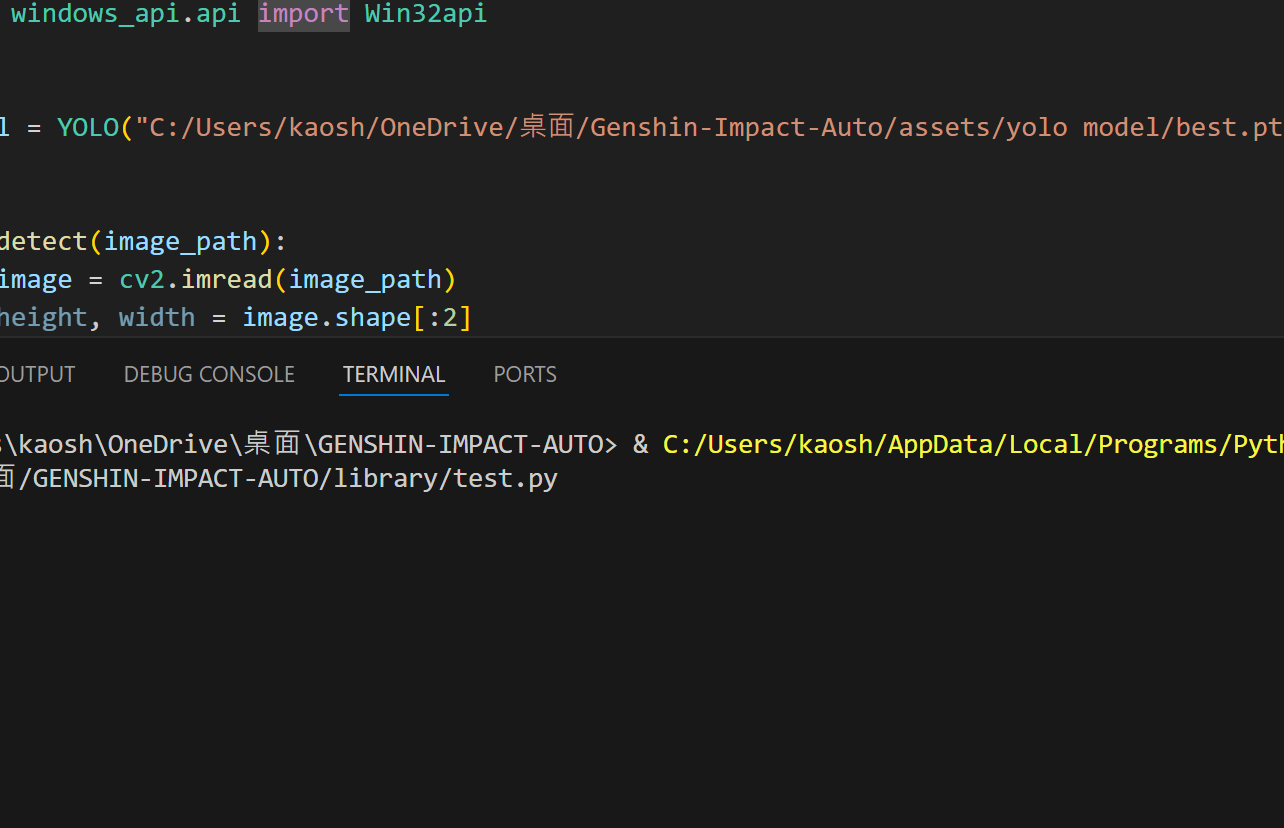 windows_api.api import Win32api
l = YOLO("C:/Users/kaosh/OneDrive/桌面/Genshin-Impact-Auto/assets/yolo model/best.pt
detect(image_path):
image = cv2.imread(image_path)
height, width = image.shape[:2]
OUTPUT DEBUG CONSOLE TERMINAL PORTS
s\kaosh\OneDrive\桌面\GENSHIN-IMPACT-AUTO> & C:/Users/kaosh/AppData/Local/Programs/Pyth
面/GENSHIN-IMPACT-AUTO/library/test.py